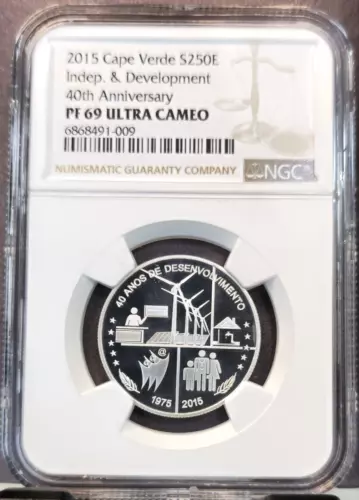 2015 Cape Verde S250E
Indep. & Development
40th Anniversary
PF 69 ULTRA CAMEO
6868491-009
NUMISMATIC GUARANTY COMPANY
NGC
40 ANOS DE DESENVOLVIMENTO
@
1975 2015